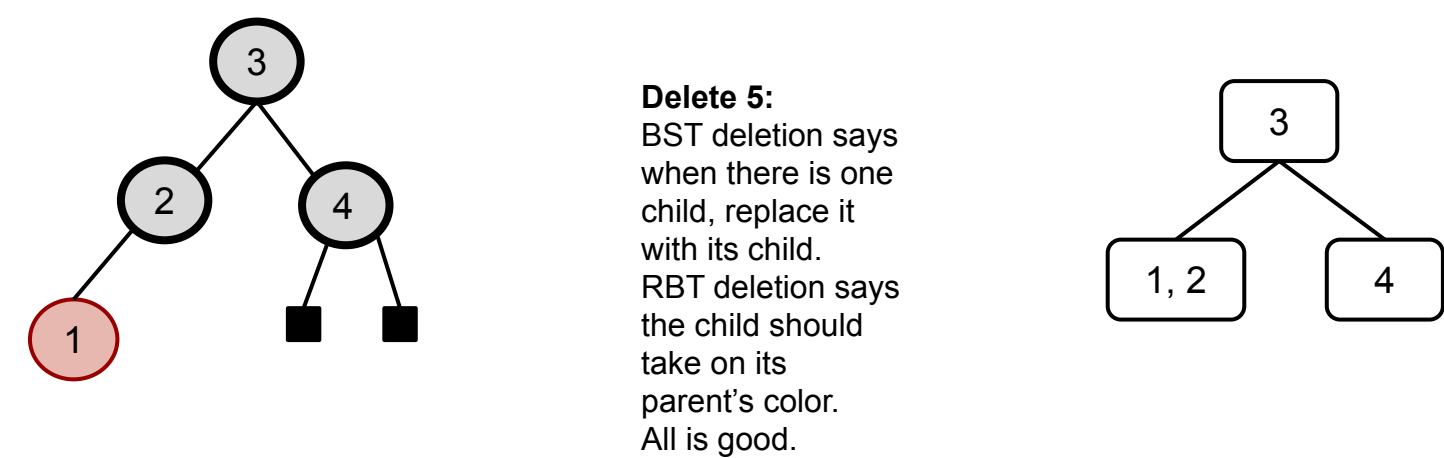 3
2
4
1
Delete 5:
BST deletion says
when there is one
child, replace it
with its child.
RBT deletion says
the child should
take on its
parent’s color.
All is good.
3
1, 2
4